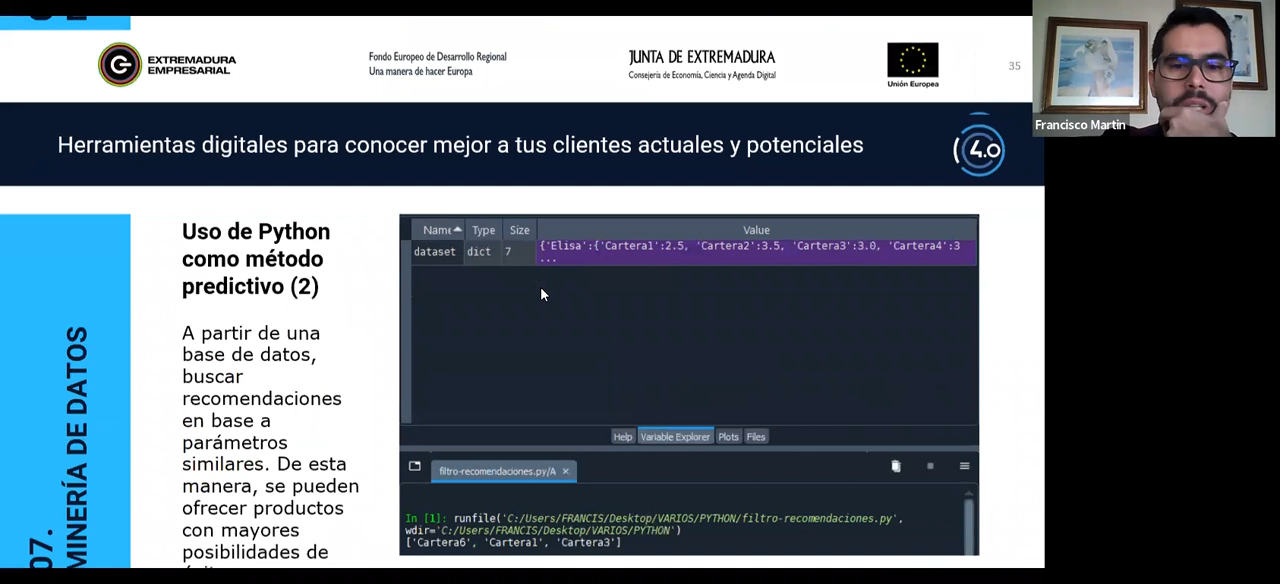 EXTREMADURA
EMPRESARIAL
Fondo Europeo de Desarrollo Regional
Una manera de hacer Europa
JUNTA DE EXTREMADURA
Consejería de Economía, Ciencia y Agenda Digital
Unión Europea
35
Francisco Martin
Herramientas digitales para conocer mejor a tus clientes actuales y potenciales
4.0
07.
MINERÍA DE DATOS
Uso de Python
como método
predictivo (2)
A partir de una
base de datos,
buscar
recomendaciones
en base a
parámetros
similares. De esta
manera, se pueden
ofrecer productos
con mayores
posibilidades de
Name Type Size Value
dataset dict 7 {'Elisa':{'Cartera1':2.5, 'Cartera2':3.5, 'Cartera3':3.0, 'Cartera4':3
...
Help Variable Explorer Plots Files
filtro-recomendaciones.py/A ×
In [1]: runfile('C:/Users/FRANCIS/Desktop/VARIOS/PYTHON/filtro-recomendaciones.py',
wdir='C:/Users/FRANCIS/Desktop/VARIOS/PYTHON')
['Cartera6', 'Cartera1', 'Cartera3']